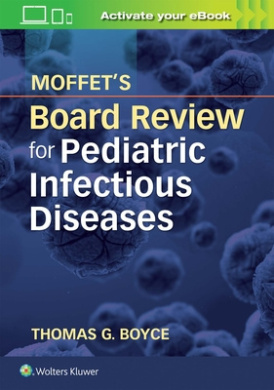 Activate your eBook
MOFFET'S
Board Review
for Pediatric
Infectious
Diseases
THOMAS G. BOYCE
Wolters Kluwer